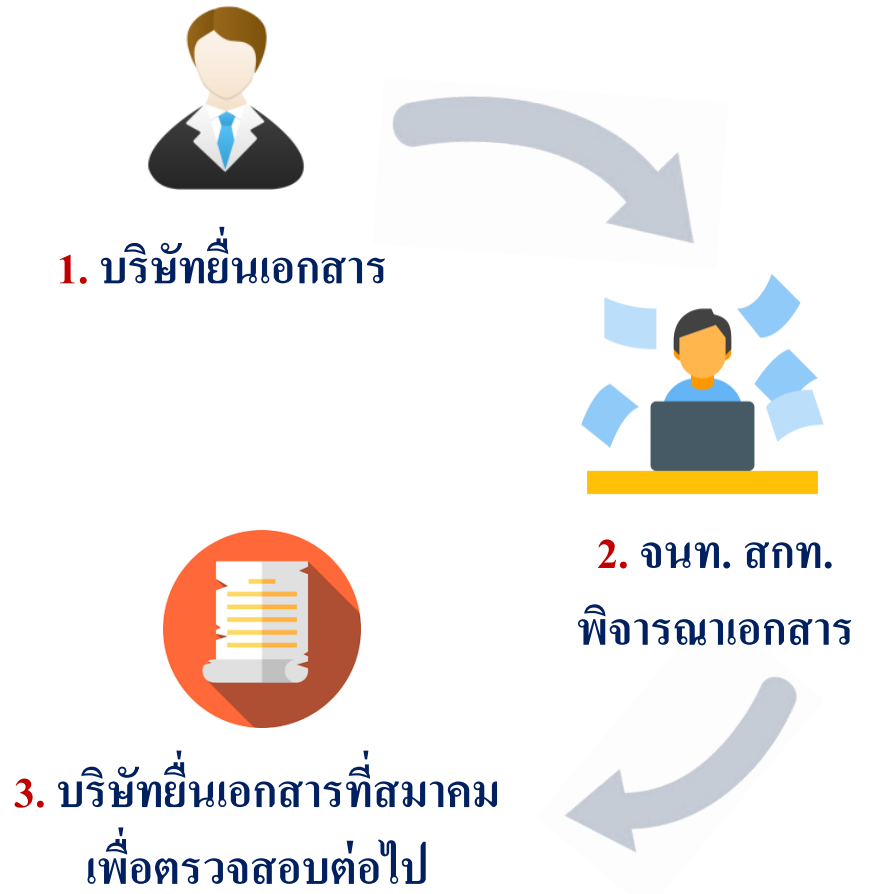 1. บริษัทยื่นเอกสาร
2. จนท. สกท.
พิจารณาเอกสาร
3. บริษัทยื่นเอกสารที่สมาคม
เพื่อตรวจสอบต่อไป